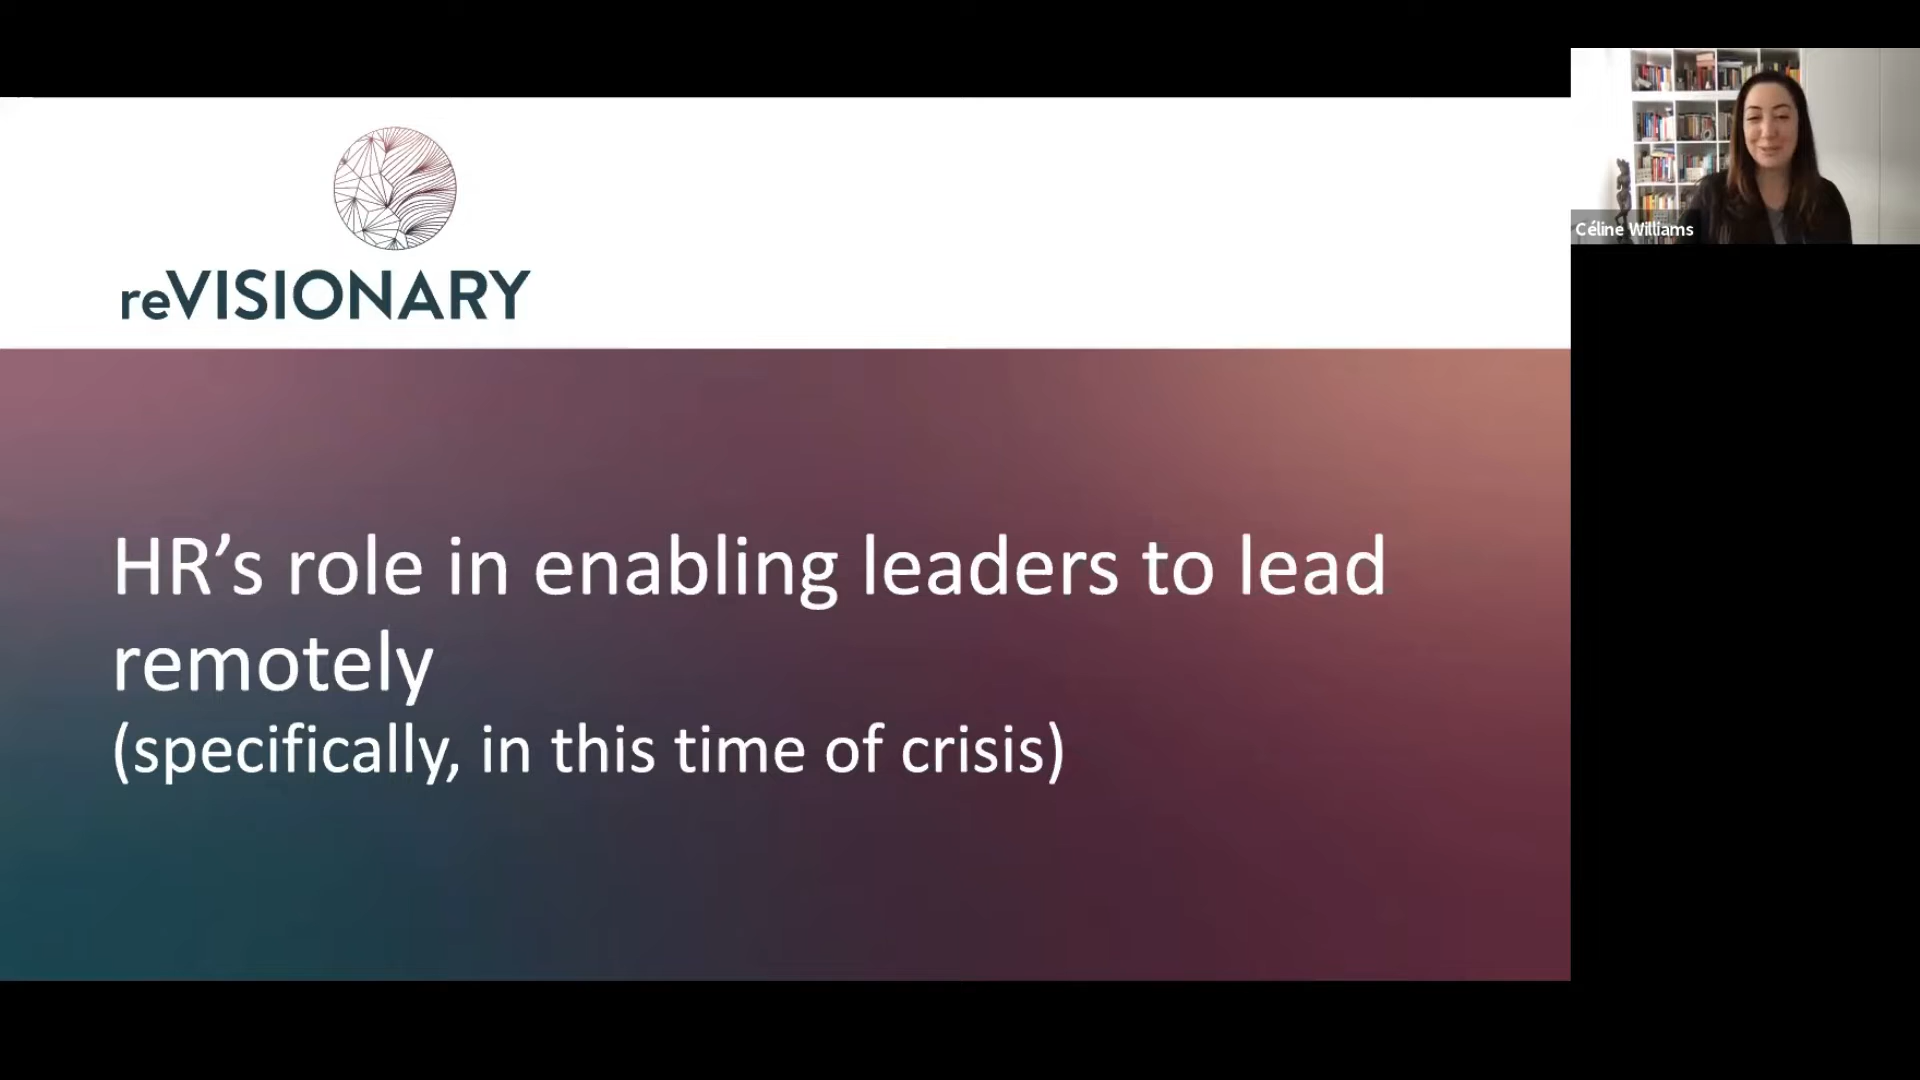 reVISIONARY
HR’s role in enabling leaders to lead
remotely
(specifically, in this time of crisis)
Céline Williams